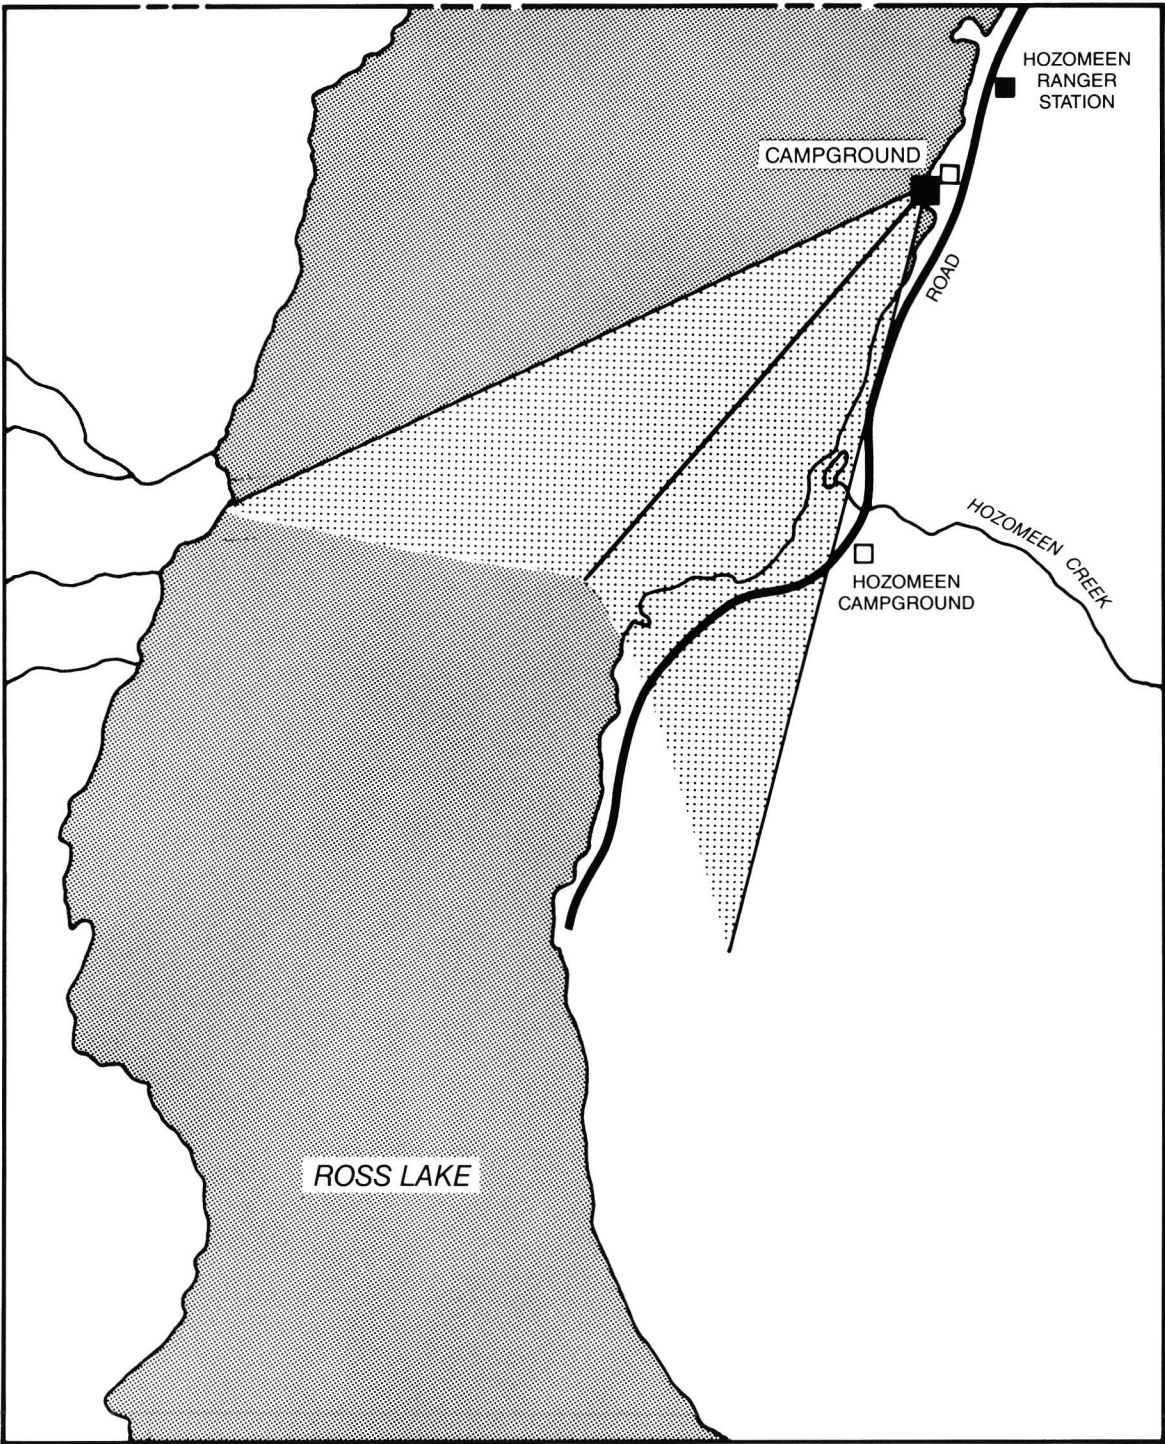 HOZOMEEN
RANGER
STATION
CAMPGROUND
ROAD
HOZOMEEN CREEK
HOZOMEEN
CAMPGROUND
ROSS LAKE